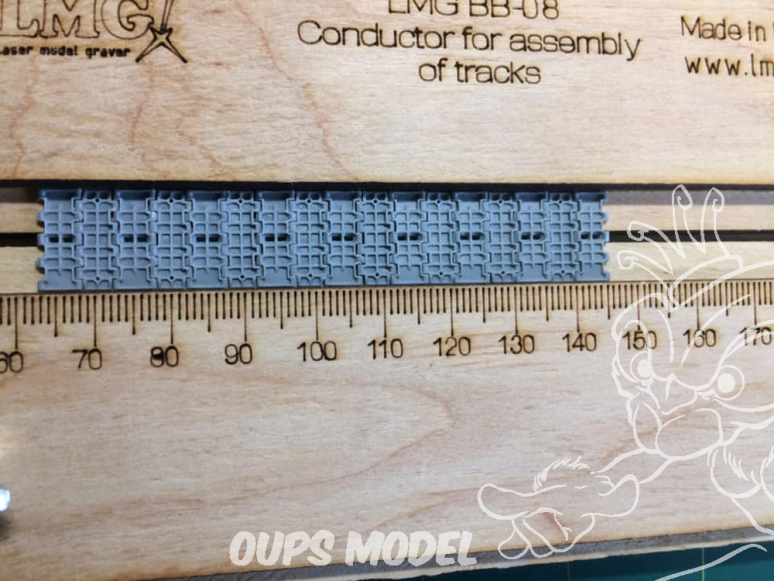 LMG
Laser model graver
LMG BB-08
Conductor for assembly
of tracks
Made in
www.lm
60 70 80 90 100 110 120 130 140 150 160 170
OUPS MODEL